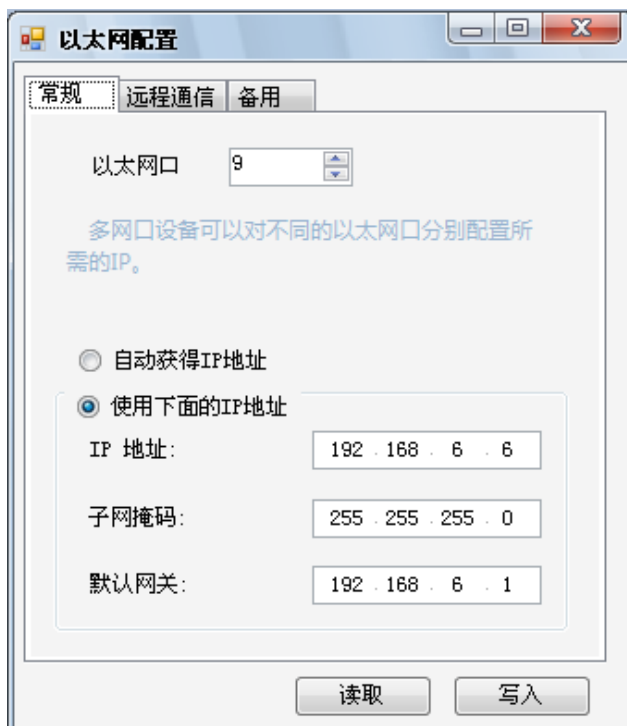 以太网配置
常规 远程通信 备用
以太网口 9
多网口设备可以对不同的以太网口分别配置所
需的IP。
自动获得IP地址
使用下面的IP地址
IP 地址: 192 . 168 . 6 . 6
子网掩码: 255 . 255 . 255 . 0
默认网关: 192 . 168 . 6 . 1
读取 写入